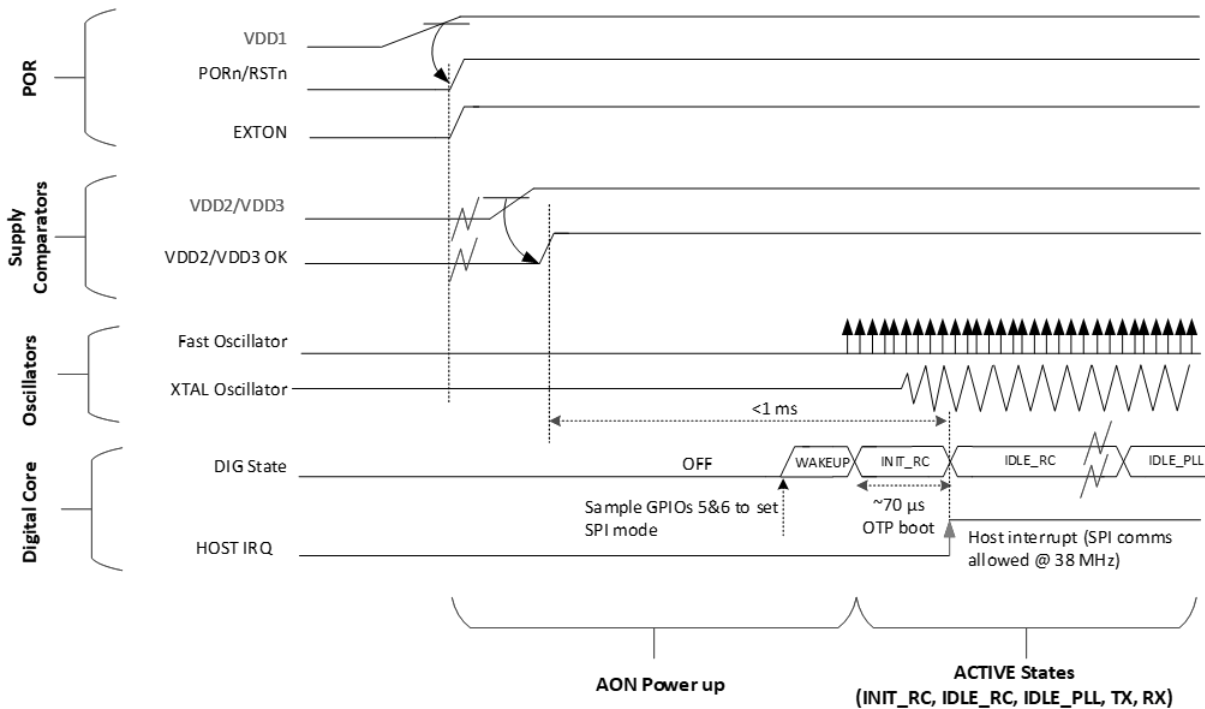 POR
VDD1
PORn/RSTn
EXTON
Supply
Comparators
VDD2/VDD3
VDD2/VDD3 OK
Oscillators
Fast Oscillator
XTAL Oscillator
<1 ms
Digital Core
DIG State
OFF
WAKEUP
INIT_RC
IDLE_RC
IDLE_PLL
Sample GPIOs 5&6 to set
SPI mode
~70 µs
OTP boot
HOST IRQ
Host interrupt (SPI comms
allowed @ 38 MHz)
AON Power up
ACTIVE States
(INIT_RC, IDLE_RC, IDLE_PLL, TX, RX)